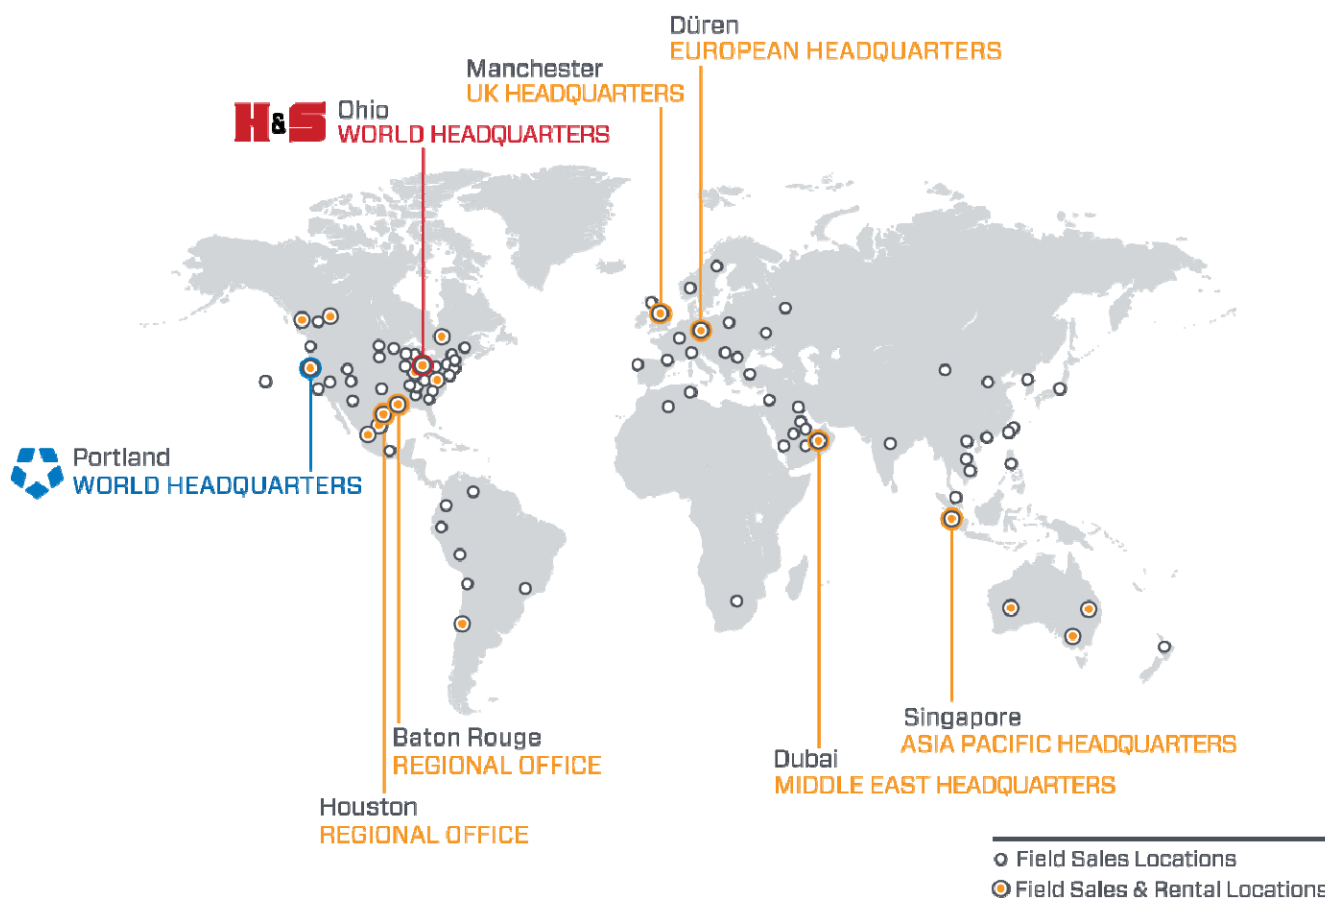 Düren
EUROPEAN HEADQUARTERS
Manchester
UK HEADQUARTERS
H&S
Ohio
WORLD HEADQUARTERS
Portland
WORLD HEADQUARTERS
Baton Rouge
REGIONAL OFFICE
Houston
REGIONAL OFFICE
Singapore
ASIA PACIFIC HEADQUARTERS
Dubai
MIDDLE EAST HEADQUARTERS
Field Sales Locations
Field Sales & Rental Locations